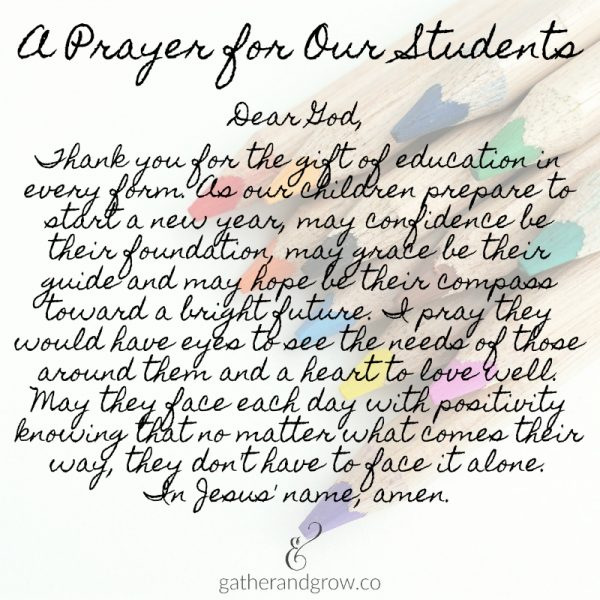 A Prayer for Our Students
Dear God,
Thank you for the gift of education in
every form. As our children prepare to
start a new year, may confidence be
their foundation, may grace be their
guide and may hope be their compass
toward a bright future. I pray they
would have eyes to see the needs of those
around them and a heart to love well.
May they face each day with positivity
knowing that no matter what comes their
way, they don't have to face it alone.
In Jesus' name, amen.
&
gatherandgrow.co